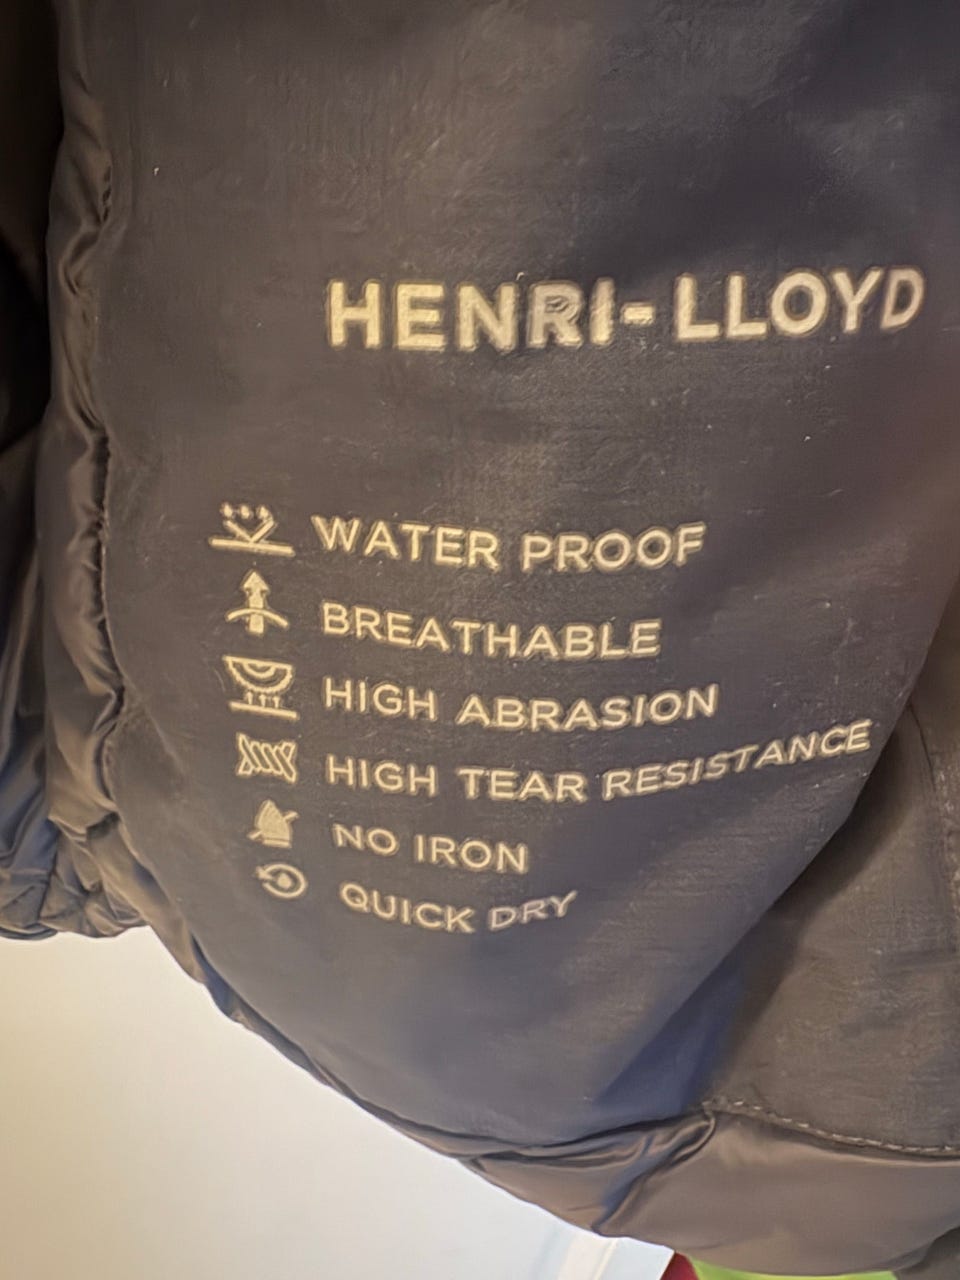 HENRI-LLOYD
WATER PROOF
BREATHABLE
HIGH ABRASION
HIGH TEAR RESISTANCE
NO IRON
QUICK DRY